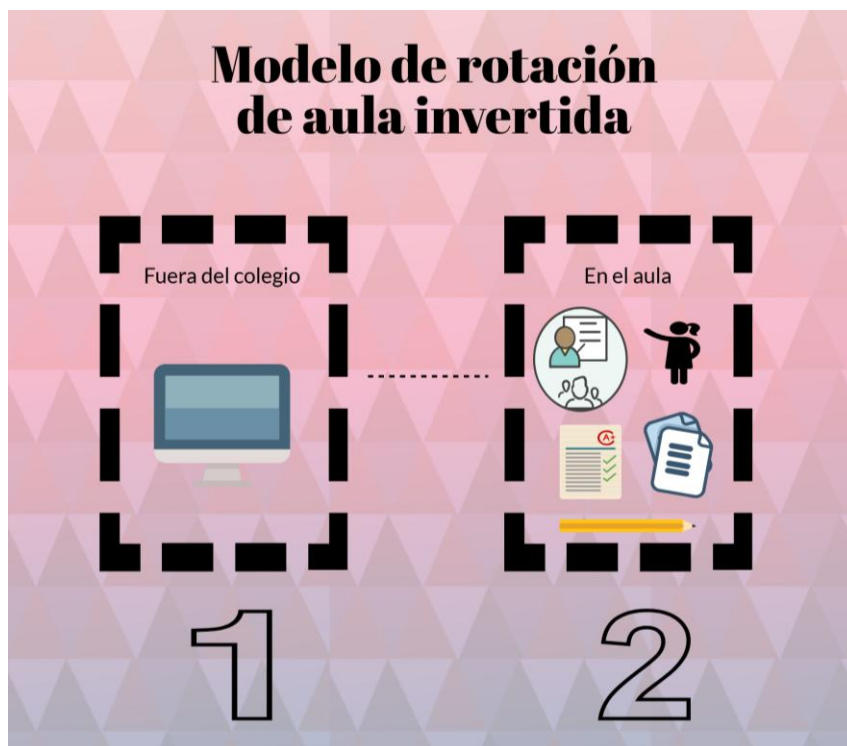 Modelo de rotación
de aula invertida
Fuera del colegio
En el aula
A+
1
2